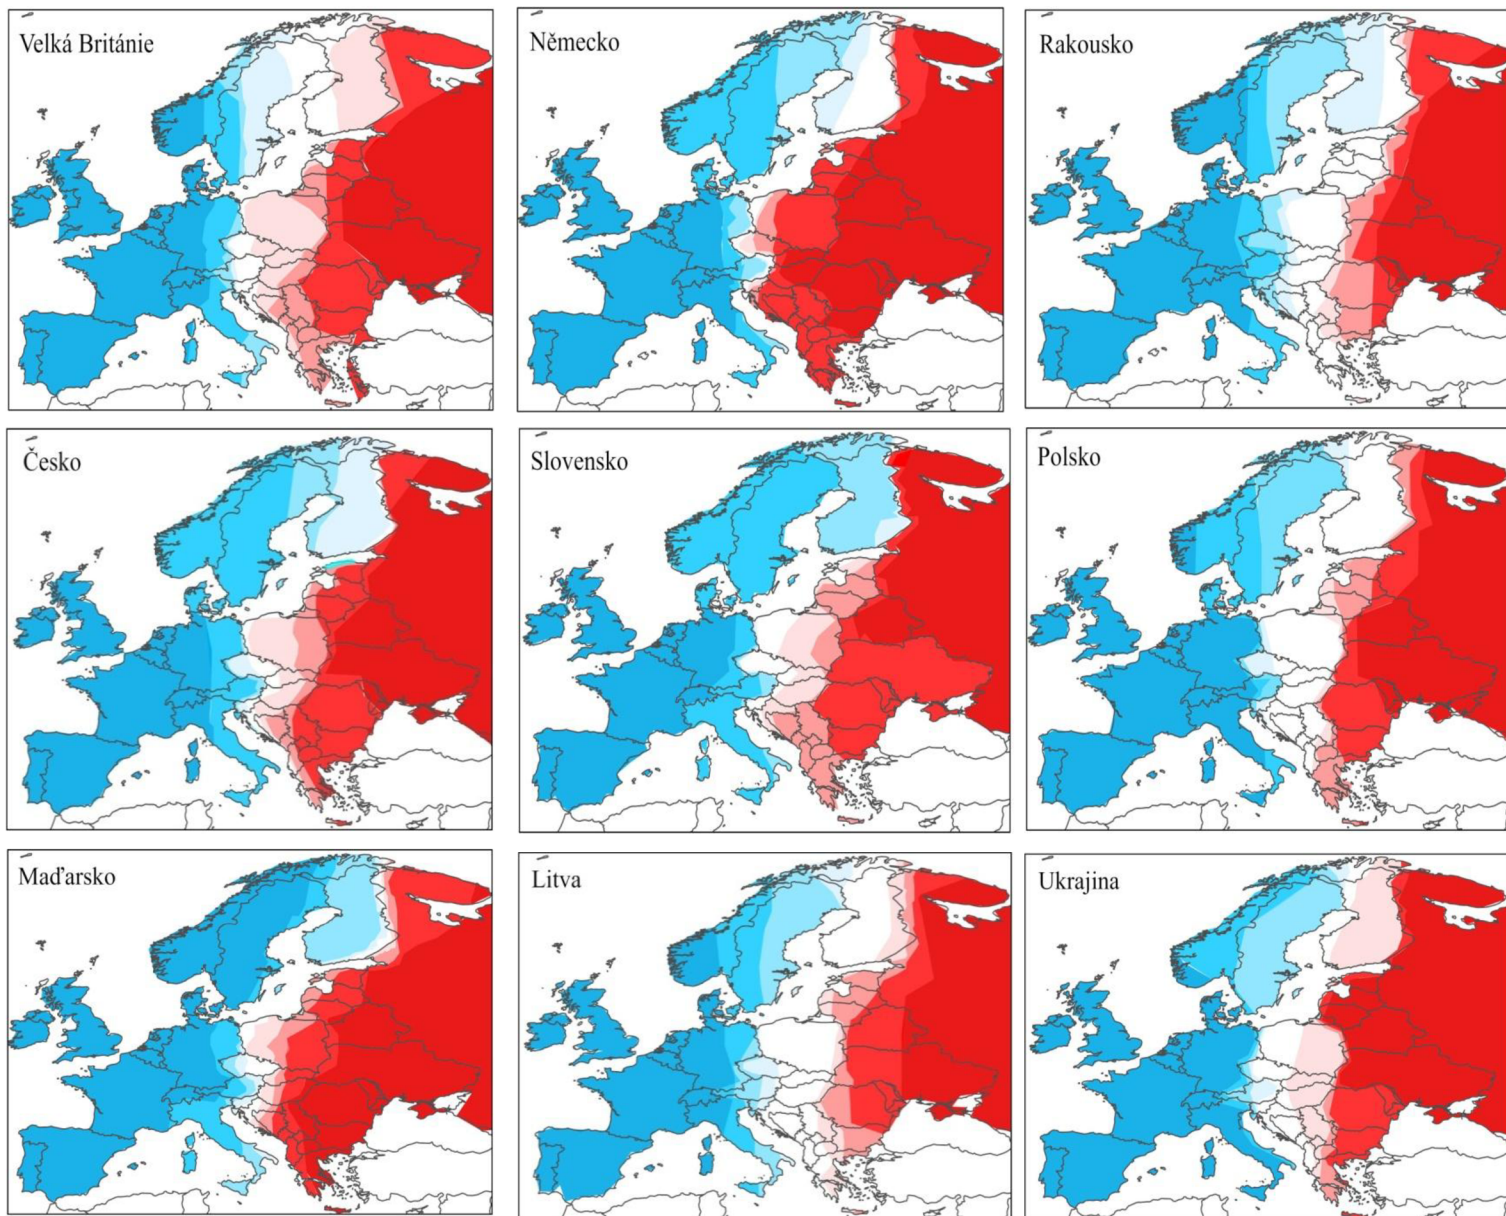 Velká Británie
Německo
Rakousko
Česko
Slovensko
Polsko
Maďarsko
Litva
Ukrajina